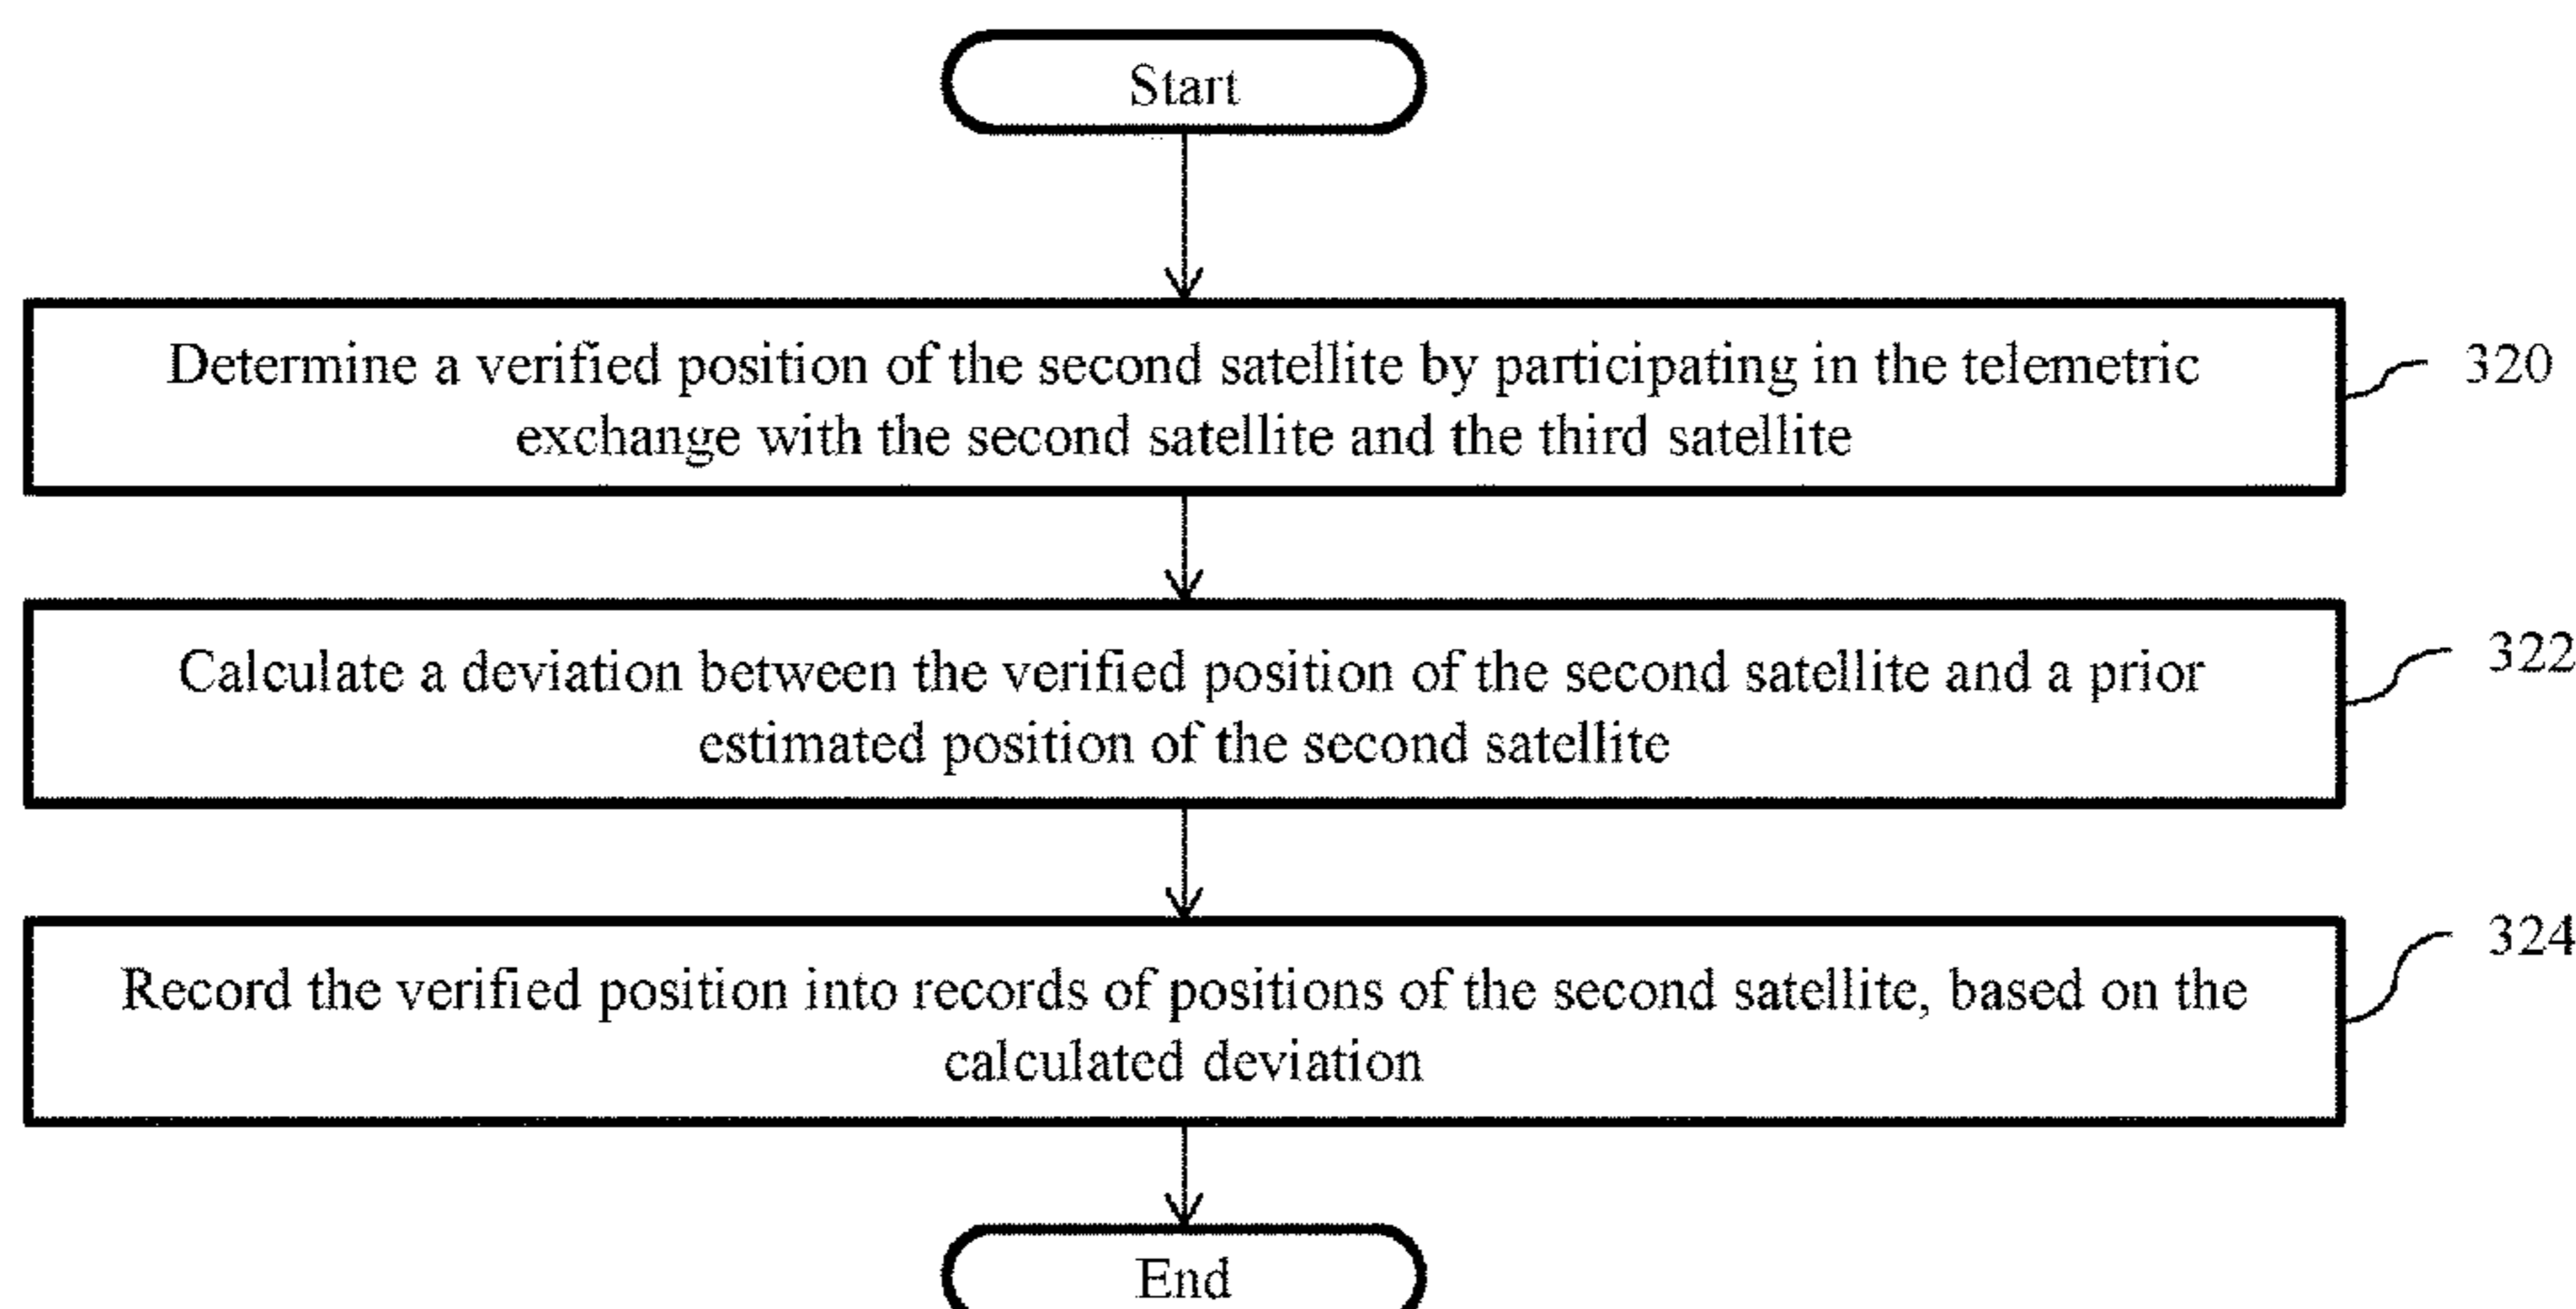 Start
Determine a verified position of the second satellite by participating in the telemetric
exchange with the second satellite and the third satellite
320
Calculate a deviation between the verified position of the second satellite and a prior
estimated position of the second satellite
322
Record the verified position into records of positions of the second satellite, based on the
calculated deviation
324
End